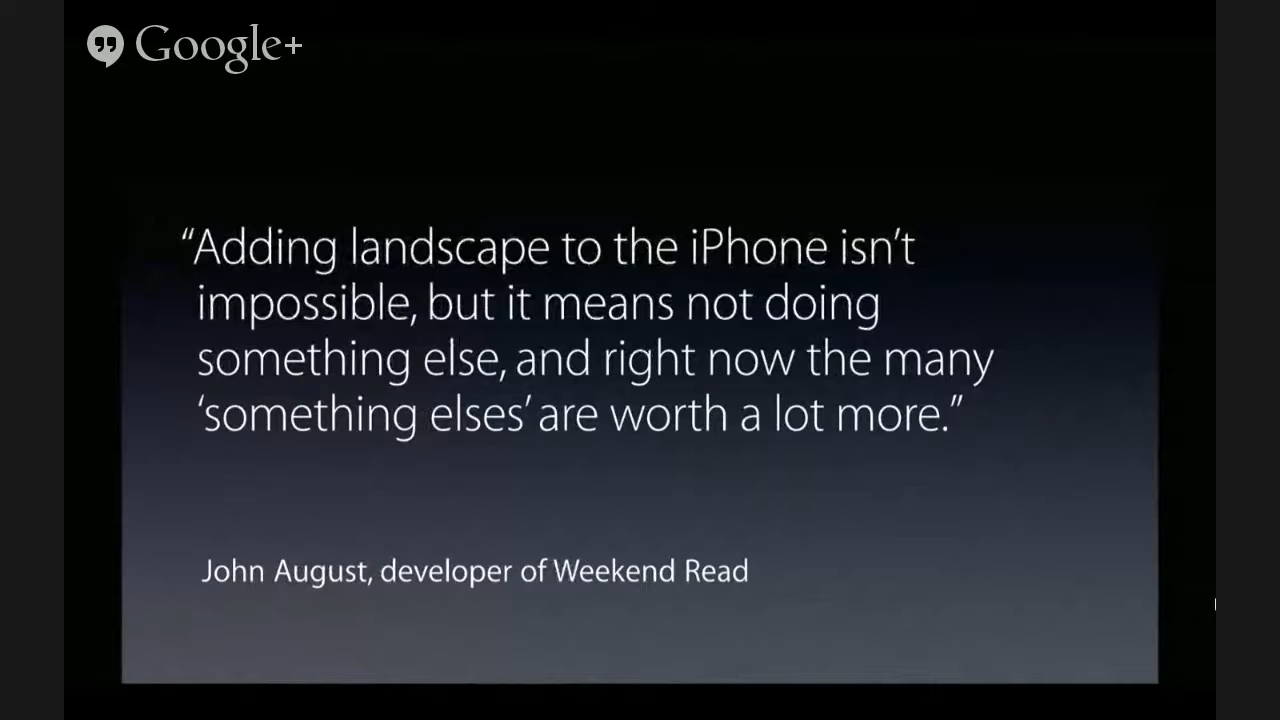 Google+
“Adding landscape to the iPhone isn’t
impossible, but it means not doing
something else, and right now the many
‘something elses’ are worth a lot more.”
John August, developer of Weekend Read